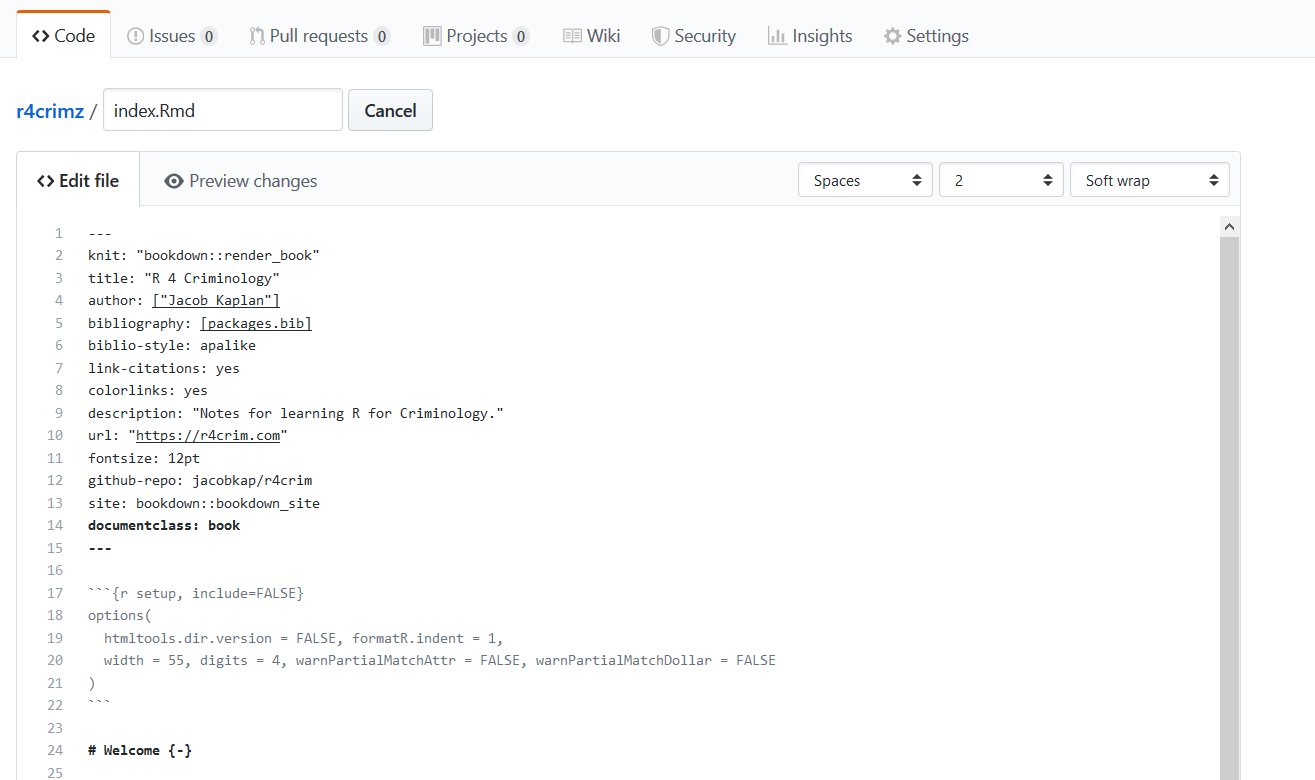 Code Issues 0 Pull requests 0 Projects 0 Wiki Security Insights Settings
r4crimz / index.Rmd Cancel
Edit file Preview changes Spaces 2 Soft wrap
1 ---
2 knit: "bookdown::render_book"
3 title: "R 4 Criminology"
4 author: ["Jacob Kaplan"]
5 bibliography: [packages.bib]
6 biblio-style: apalike
7 link-citations: yes
8 colorlinks: yes
9 description: "Notes for learning R for Criminology."
10 url: "https://r4crim.com"
11 fontsize: 12pt
12 github-repo: jacobkap/r4crim
13 site: bookdown::bookdown_site
14 documentclass: book
15 ---
16
17 ```{r setup, include=FALSE}
18 options(
19   htmltools.dir.version = FALSE, formatR.indent = 1,
20   width = 55, digits = 4, warnPartialMatchAttr = FALSE, warnPartialMatchDollar = FALSE
21 )
22 ```
23
24 # Welcome {-}
25